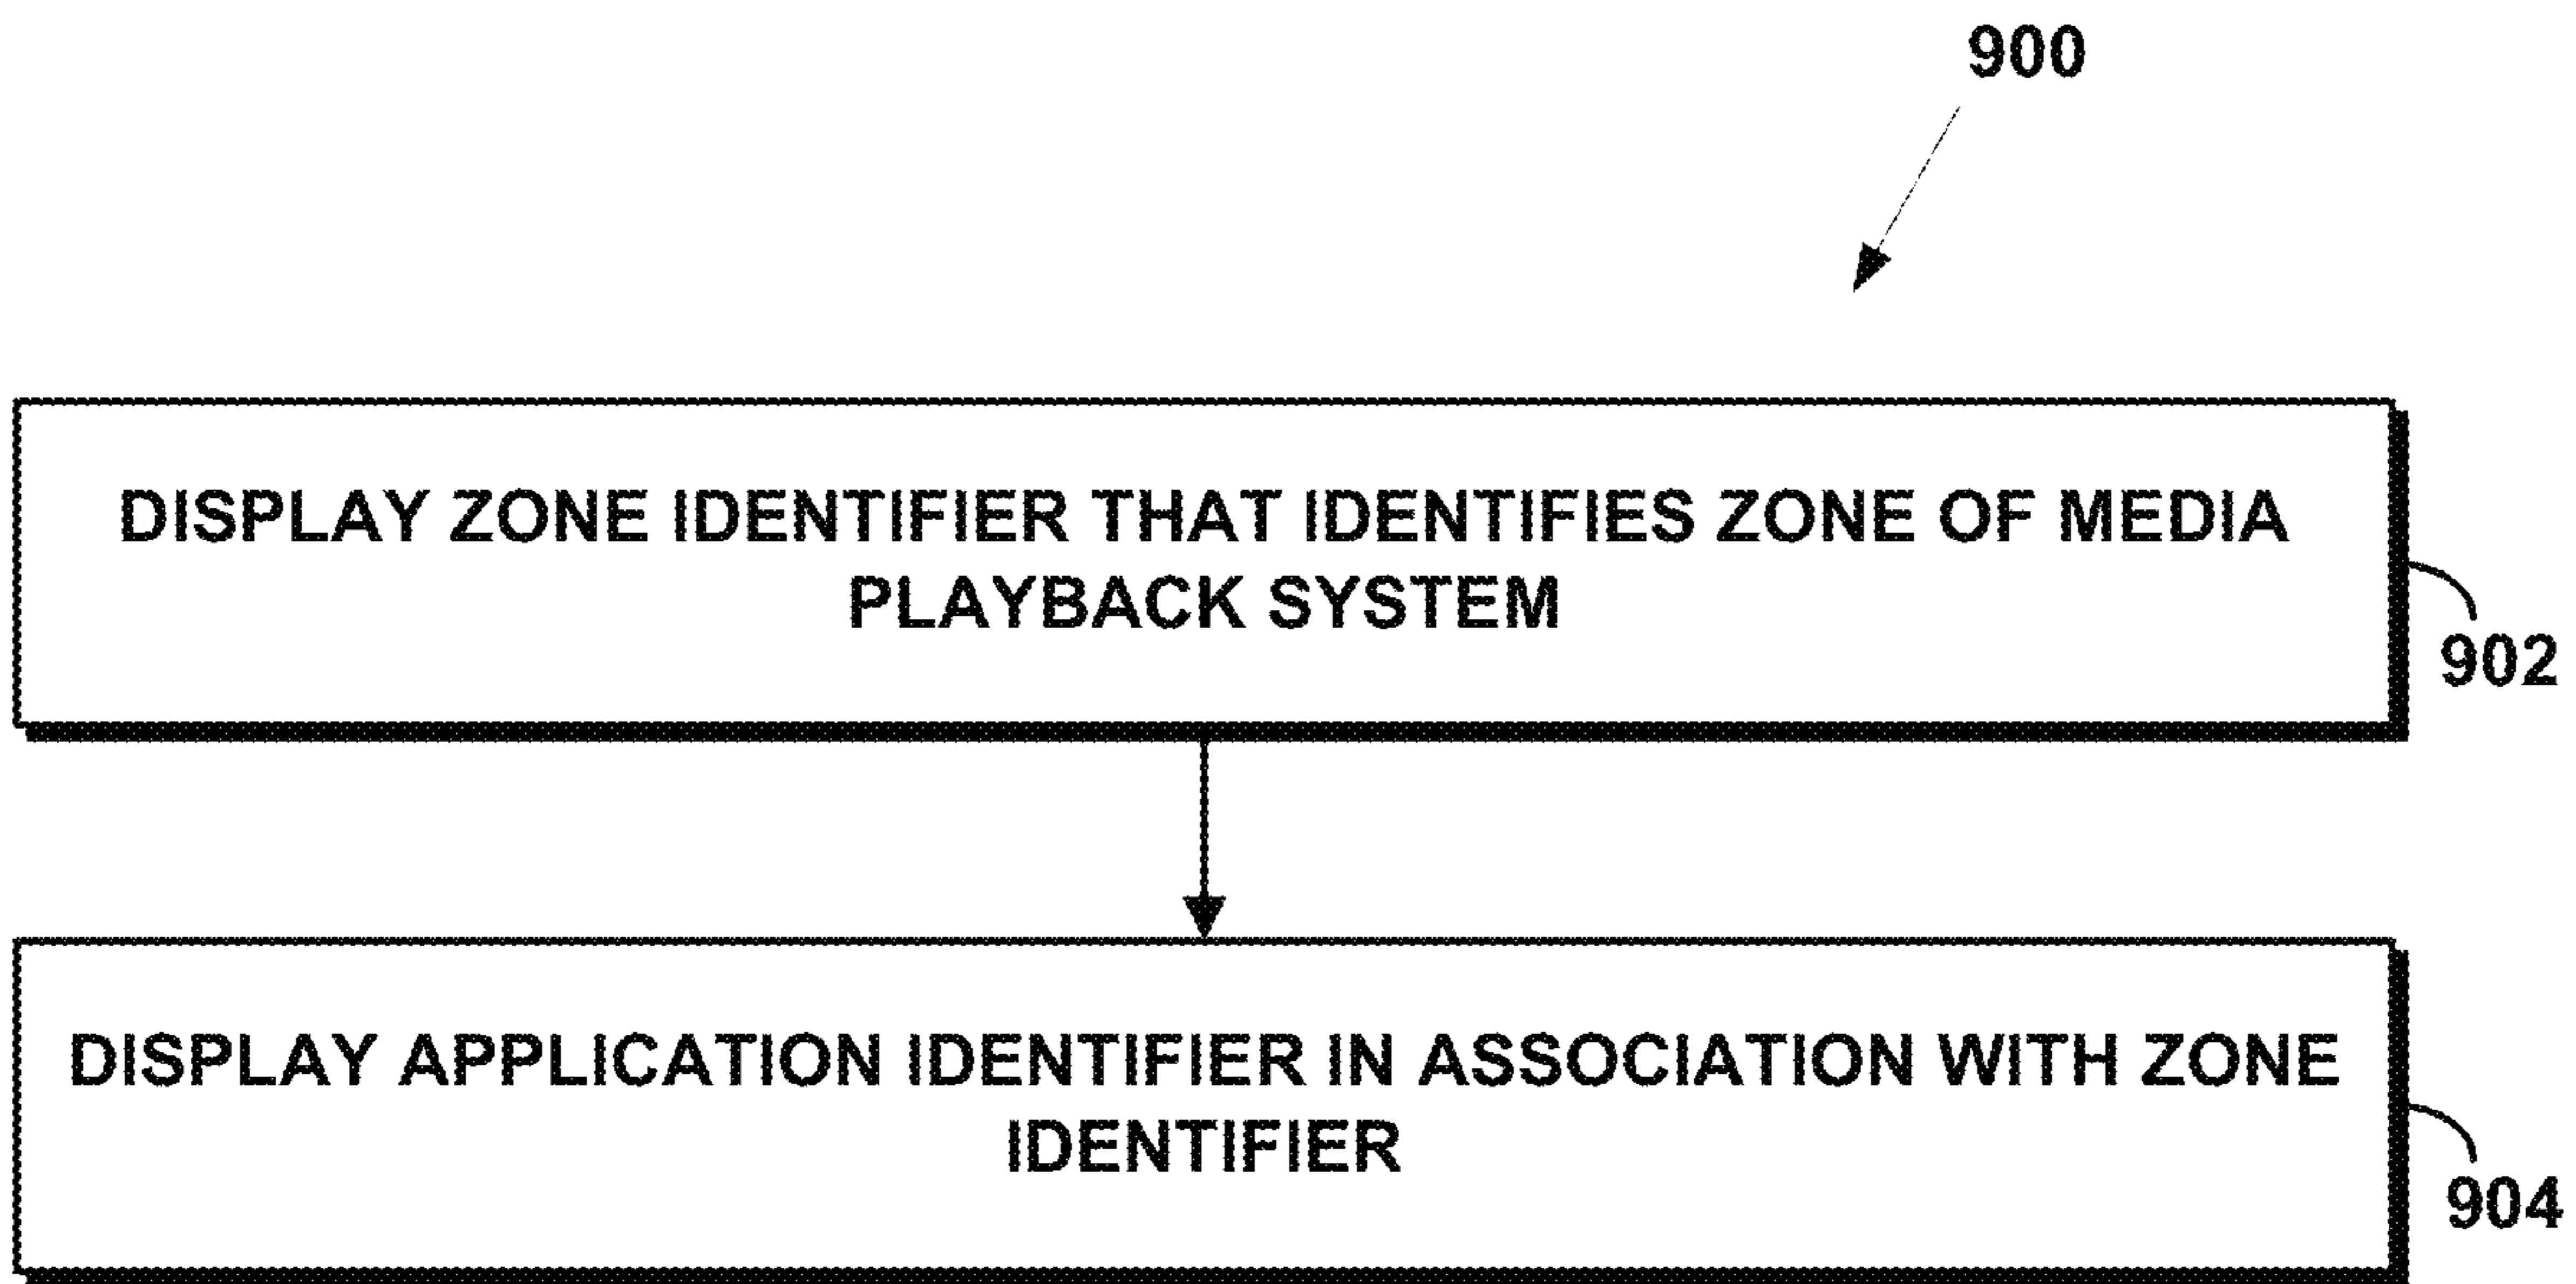 900
DISPLAY ZONE IDENTIFIER THAT IDENTIFIES ZONE OF MEDIA
PLAYBACK SYSTEM
902
DISPLAY APPLICATION IDENTIFIER IN ASSOCIATION WITH ZONE
IDENTIFIER
904